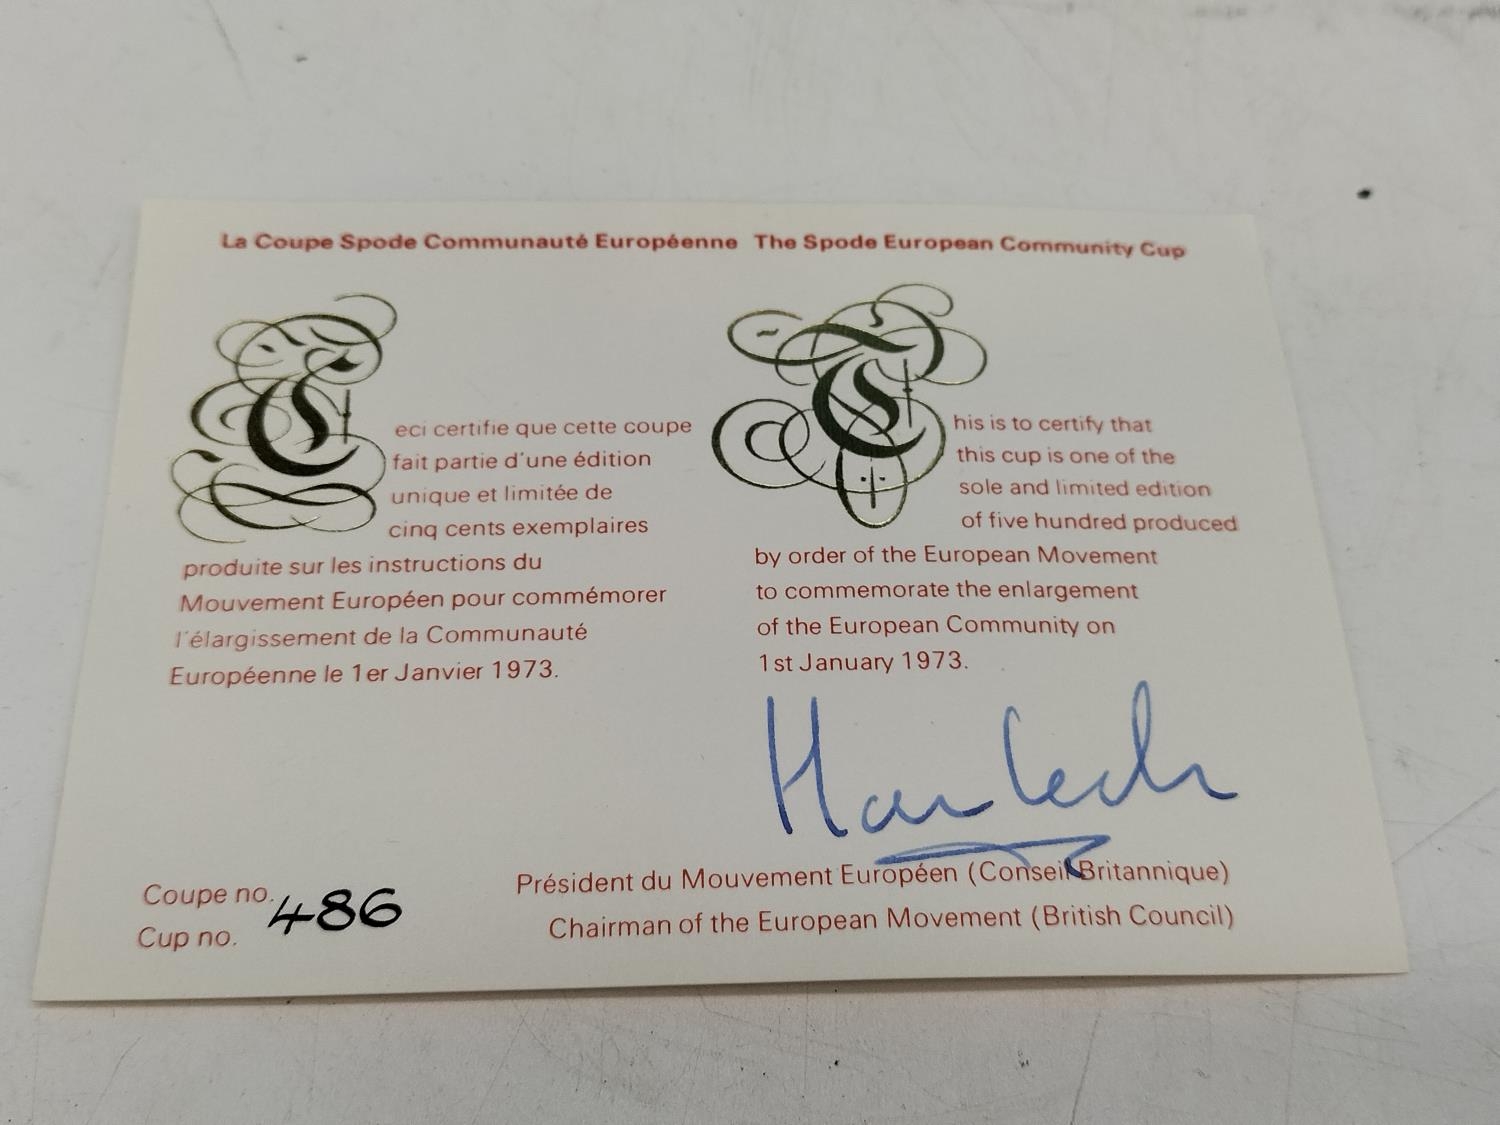 La Coupe Spode Communauté Européenne The Spode European Community Cup
Ceci certifie que cette coupe
fait partie d'une édition
unique et limitée de
cinq cents exemplaires
produite sur les instructions du
Mouvement Européen pour commémorer
l'élargissement de la Communauté
Européenne le 1er Janvier 1973.
This is to certify that
this cup is one of the
sole and limited edition
of five hundred produced
by order of the European Movement
to commemorate the enlargement
of the European Community on
1st January 1973.
Harlech
Président du Mouvement Européen (Conseil Britannique)
Chairman of the European Movement (British Council)
Coupe no.
Cup no. 486